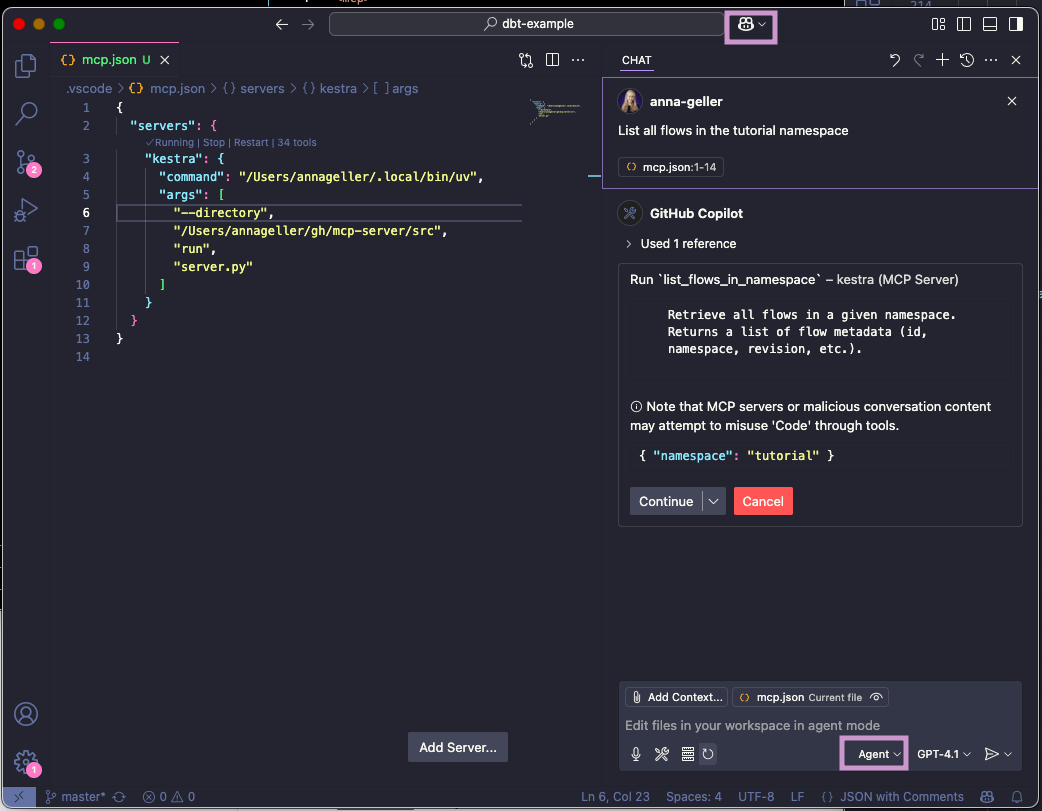 dbt-example
mcp.json U
.vscode > mcp.json > {} servers > {} kestra > [ ] args
1 {
2 "servers": {
✓Running | Stop | Restart | 34 tools
3 "kestra": {
4 "command": "/Users/annageller/.local/bin/uv",
5 "args": [
6 "--directory",
7 "/Users/annageller/gh/mcp-server/src",
8 "run",
9 "server.py"
10 ]
11 }
12 }
13 }
14
2
1
1
Add Server...
CHAT
anna-geller
List all flows in the tutorial namespace
{} mcp.json:1-14
GitHub Copilot
> Used 1 reference
Run `list_flows_in_namespace` – kestra (MCP Server)
Retrieve all flows in a given namespace.
Returns a list of flow metadata (id,
namespace, revision, etc.).
Note that MCP servers or malicious conversation content
may attempt to misuse 'Code' through tools.
{ "namespace": "tutorial" }
Continue Cancel
Add Context... {} mcp.json Current file
Edit files in your workspace in agent mode
Agent GPT-4.1
master* 0 0 Ln 6, Col 23 Spaces: 4 UTF-8 LF {} JSON with Comments